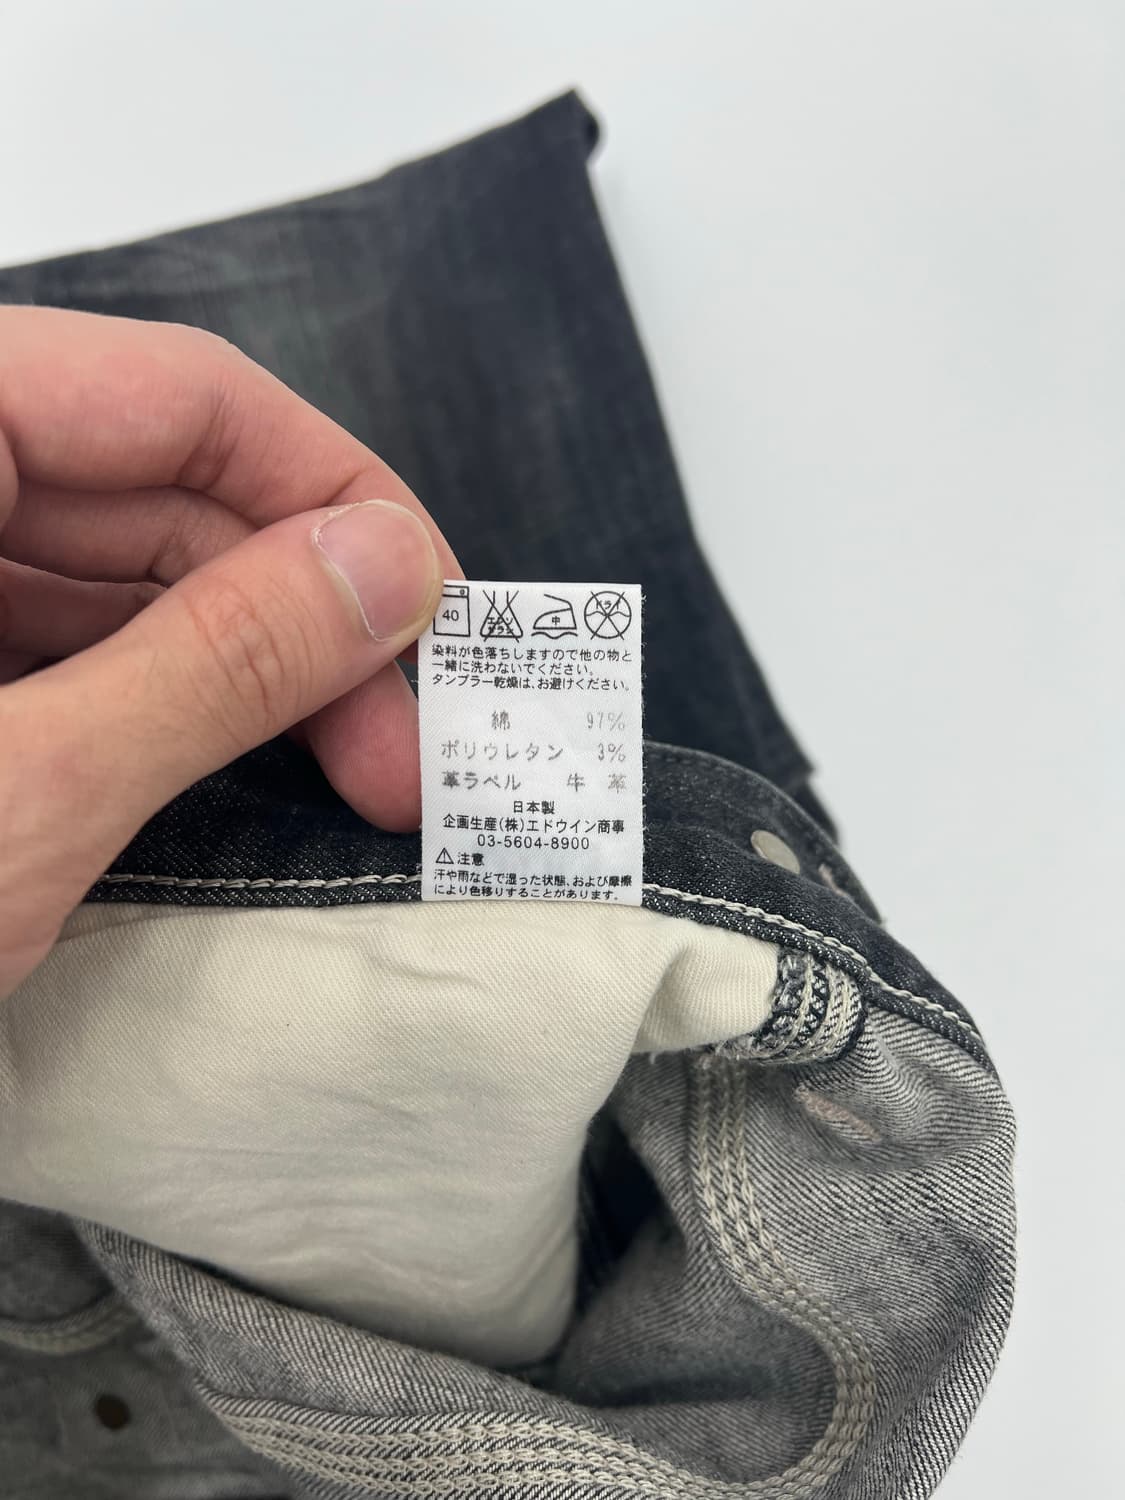 40 エンソ サラシ 中 ドライ
染料が色落ちしますので他の物と
一緒に洗わないでください。
タンブラー乾燥は、お避けください。
綿 97%
ポリウレタン 3%
革ラベル 牛 革
日本製
企画生産(株)エドウイン商事
03-5604-8900
⚠注意
汗や雨などで湿った状態、および摩擦
により色移りすることがあります。